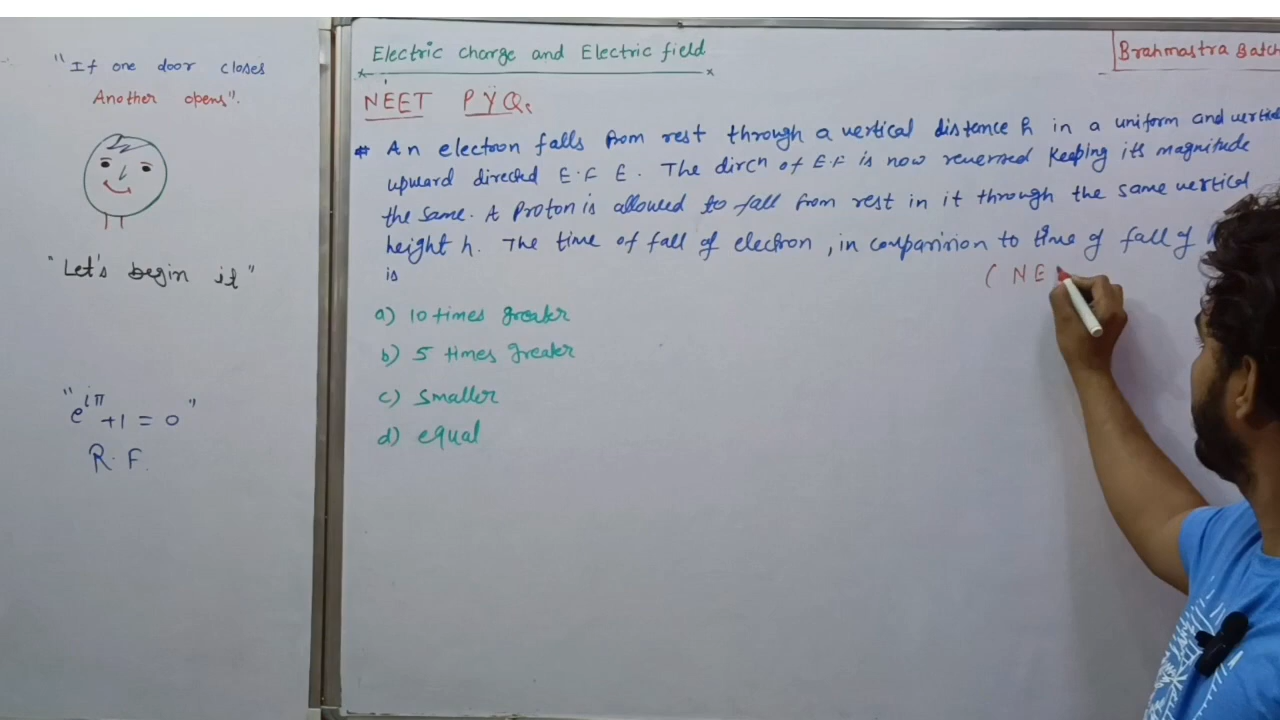 "If one door closes
Another opens".
"Let's begin it"
"e^iπ +1 = 0"
R. F.
Electric charge and Electric field
Brahmastra Batch
NEET PYQs
* An electron falls from rest through a vertical distance h in a uniform and vertically
upward directed E.F E. The dircn of E.F is now reversed keeping its magnitude
the same. A proton is allowed to fall from rest in it through the same vertical
height h. The time of fall of electron, in comparision to time of fall of
is
( NE
a) 10 times greater
b) 5 times greater
c) smaller
d) equal